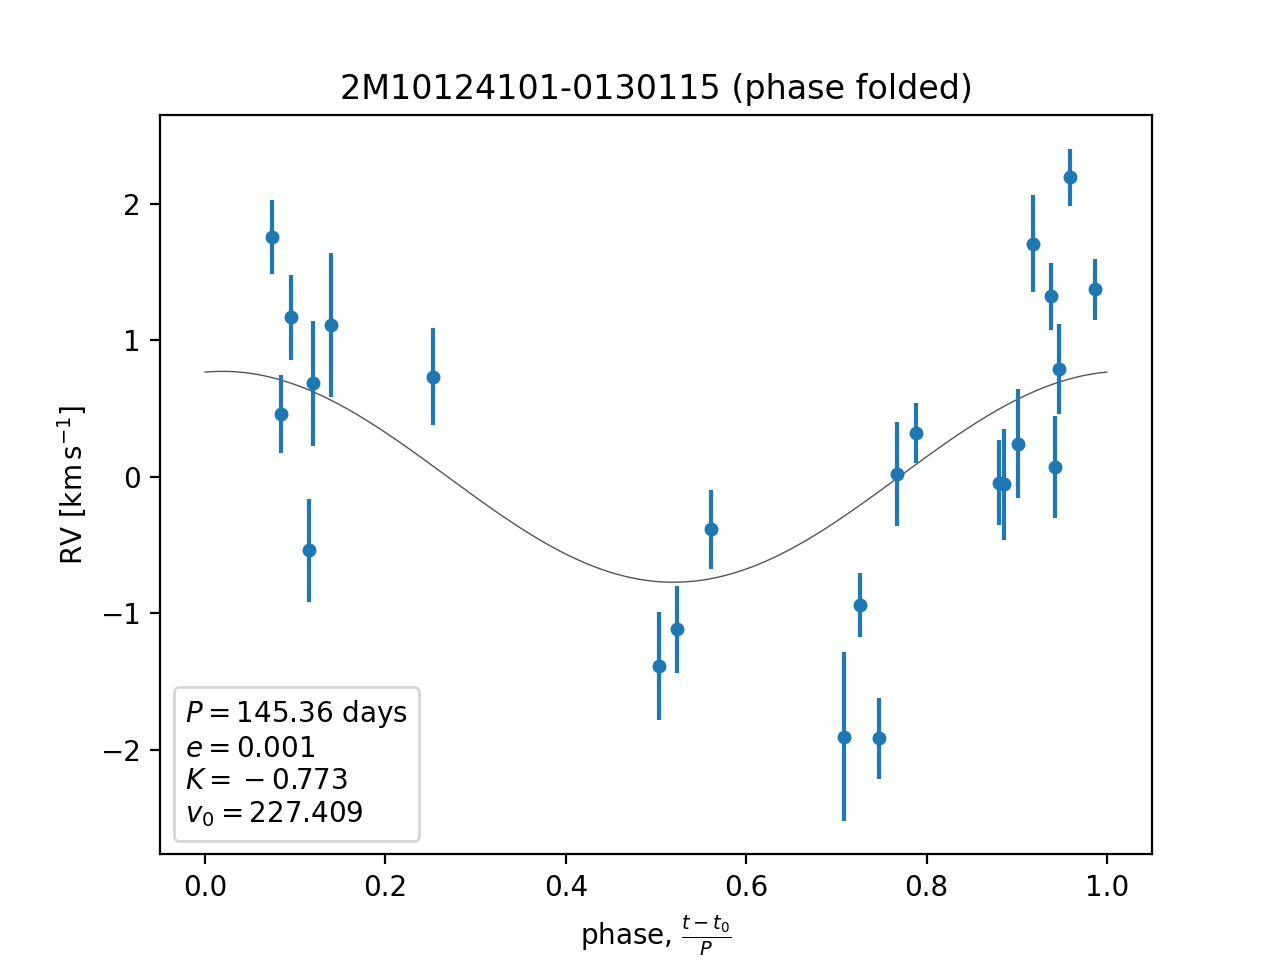 2M10124101-0130115 (phase folded)
RV [km s⁻¹]
2
1
0
−1
−2
P = 145.36 days
e = 0.001
K = −0.773
v₀ = 227.409
0.0 0.2 0.4 0.6 0.8 1.0
phase, (t − t₀)/P